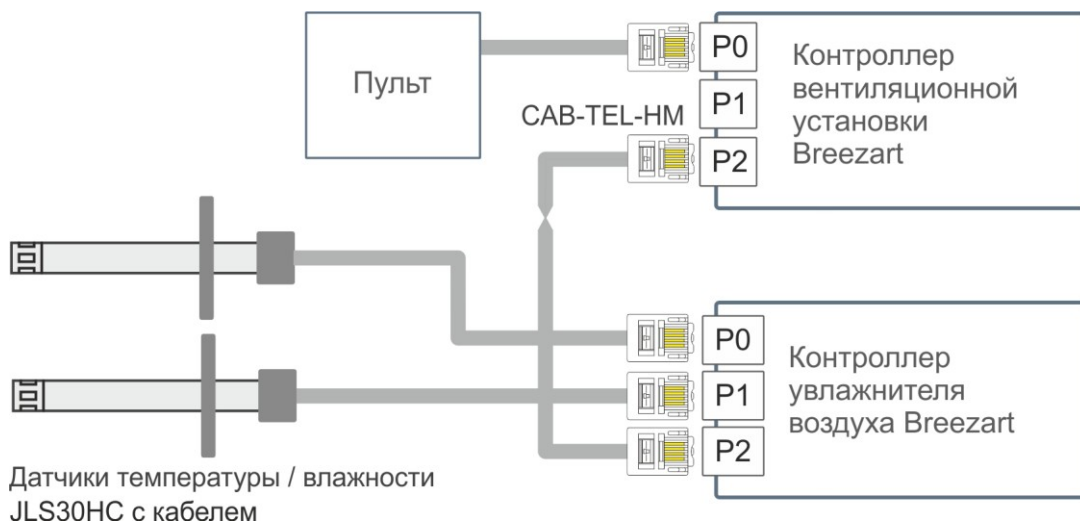 Пульт
CAB-TEL-HM
P0
P1
P2
Контроллер
вентиляционной
установки
Breezart
P0
P1
P2
Контроллер
увлажнителя
воздуха Breezart
Датчики температуры / влажности
JLS30HC с кабелем